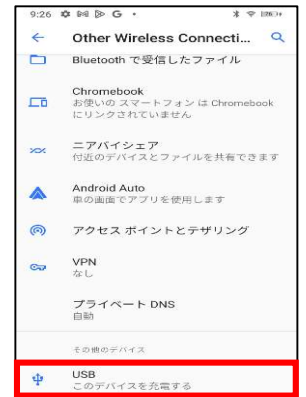 9:26
Other Wireless Connecti...
Bluetooth で受信したファイル
Chromebook
お使いの スマートフォン は Chromebook
にリンクされていません
ニアバイシェア
付近のデバイスとファイルを共有できます
Android Auto
車の画面でアプリを使用します
アクセス ポイントとテザリング
VPN
なし
プライベート DNS
自動
その他のデバイス
USB
このデバイスを充電する